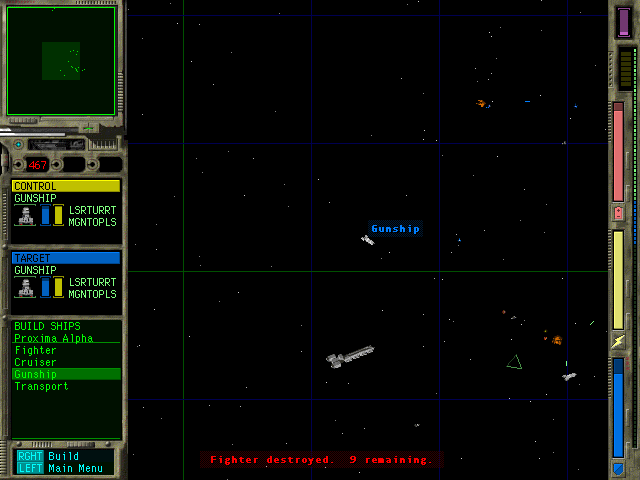 467
CONTROL
GUNSHIP
LSRTURRT
MGNTOPLS
TARGET
GUNSHIP
LSRTURRT
MGNTOPLS
BUILD SHIPS
Proxima Alpha
Fighter
Cruiser
Gunship
Transport
RGHT Build
LEFT Main Menu
Gunship
Fighter destroyed. 9 remaining.